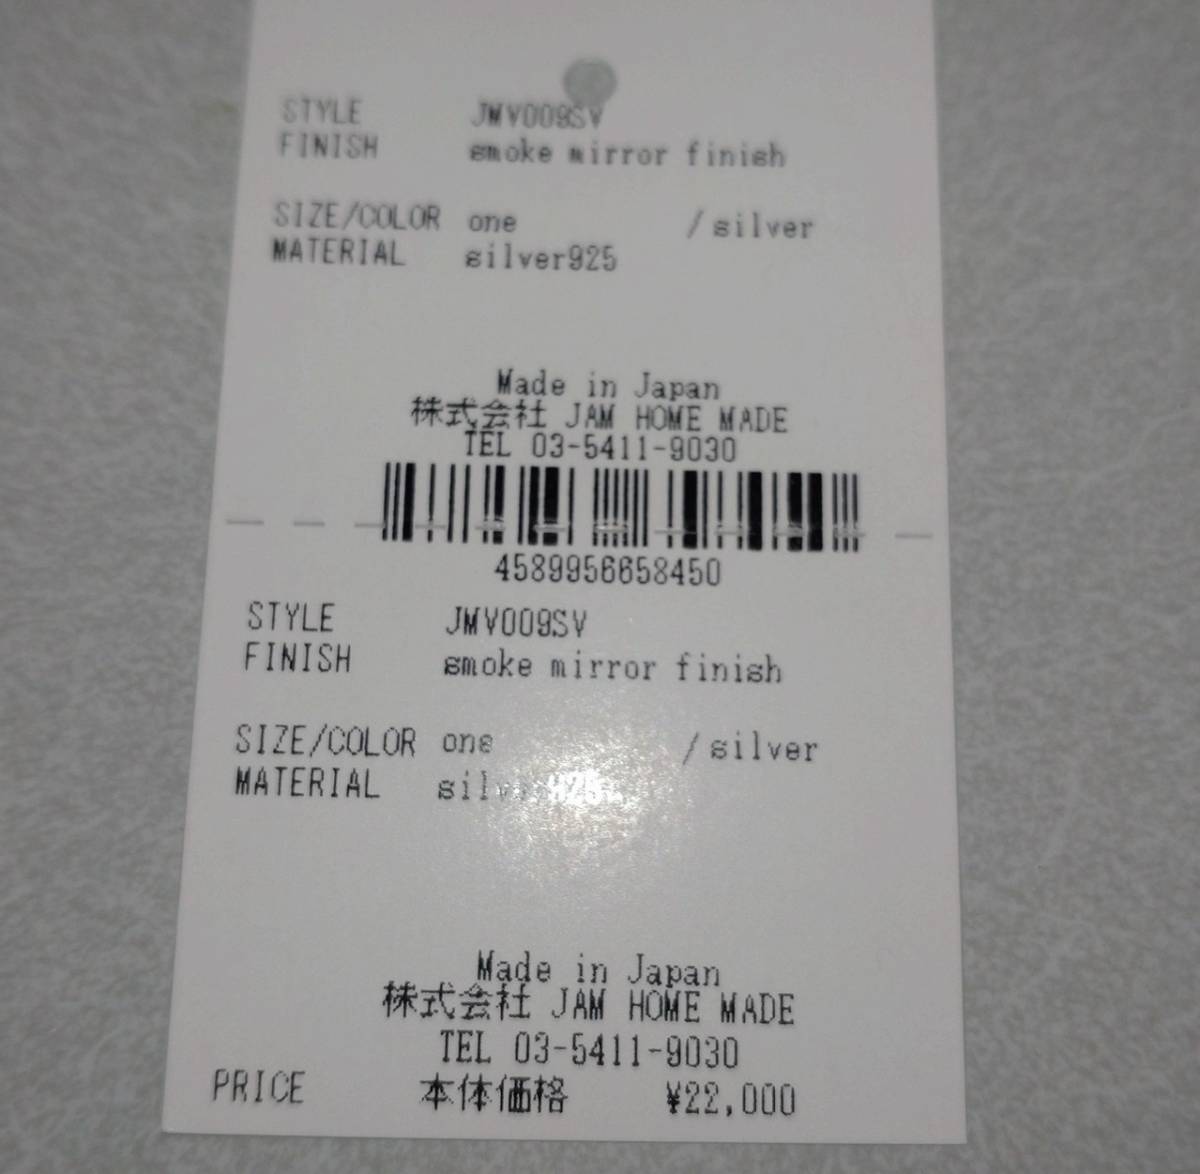 STYLE JMV009SV
FINISH smoke mirror finish
SIZE/COLOR one /silver
MATERIAL silver925
Made in Japan
株式会社 JAM HOME MADE
TEL 03-5411-9030
4589956658450
STYLE JMV009SV
FINISH smoke mirror finish
SIZE/COLOR one /silver
MATERIAL silver925
Made in Japan
株式会社 JAM HOME MADE
TEL 03-5411-9030
PRICE 本体価格 ¥22,000